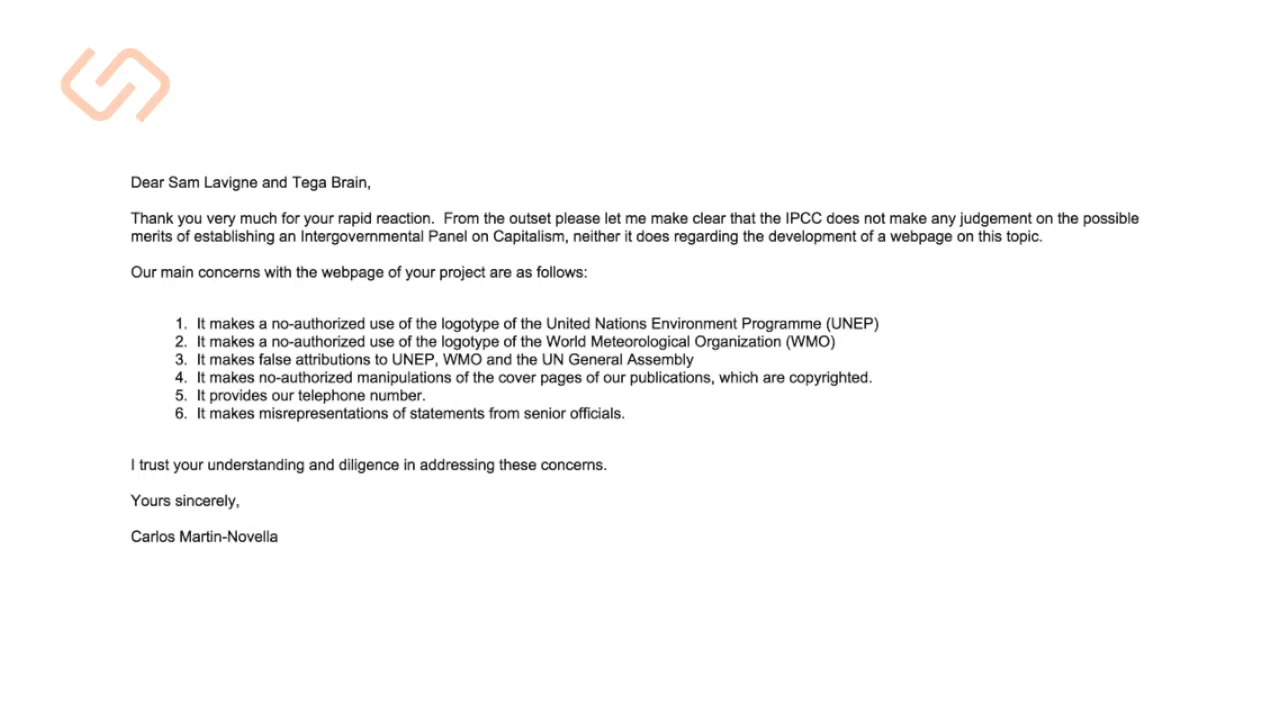 Dear Sam Lavigne and Tega Brain,
Thank you very much for your rapid reaction.  From the outset please let me make clear that the IPCC does not make any judgement on the possible
merits of establishing an Intergovernmental Panel on Capitalism, neither it does regarding the development of a webpage on this topic.
Our main concerns with the webpage of your project are as follows:
1. It makes a no-authorized use of the logotype of the United Nations Environment Programme (UNEP)
2. It makes a no-authorized use of the logotype of the World Meteorological Organization (WMO)
3. It makes false attributions to UNEP, WMO and the UN General Assembly
4. It makes no-authorized manipulations of the cover pages of our publications, which are copyrighted.
5. It provides our telephone number.
6. It makes misrepresentations of statements from senior officials.
I trust your understanding and diligence in addressing these concerns.
Yours sincerely,
Carlos Martin-Novella